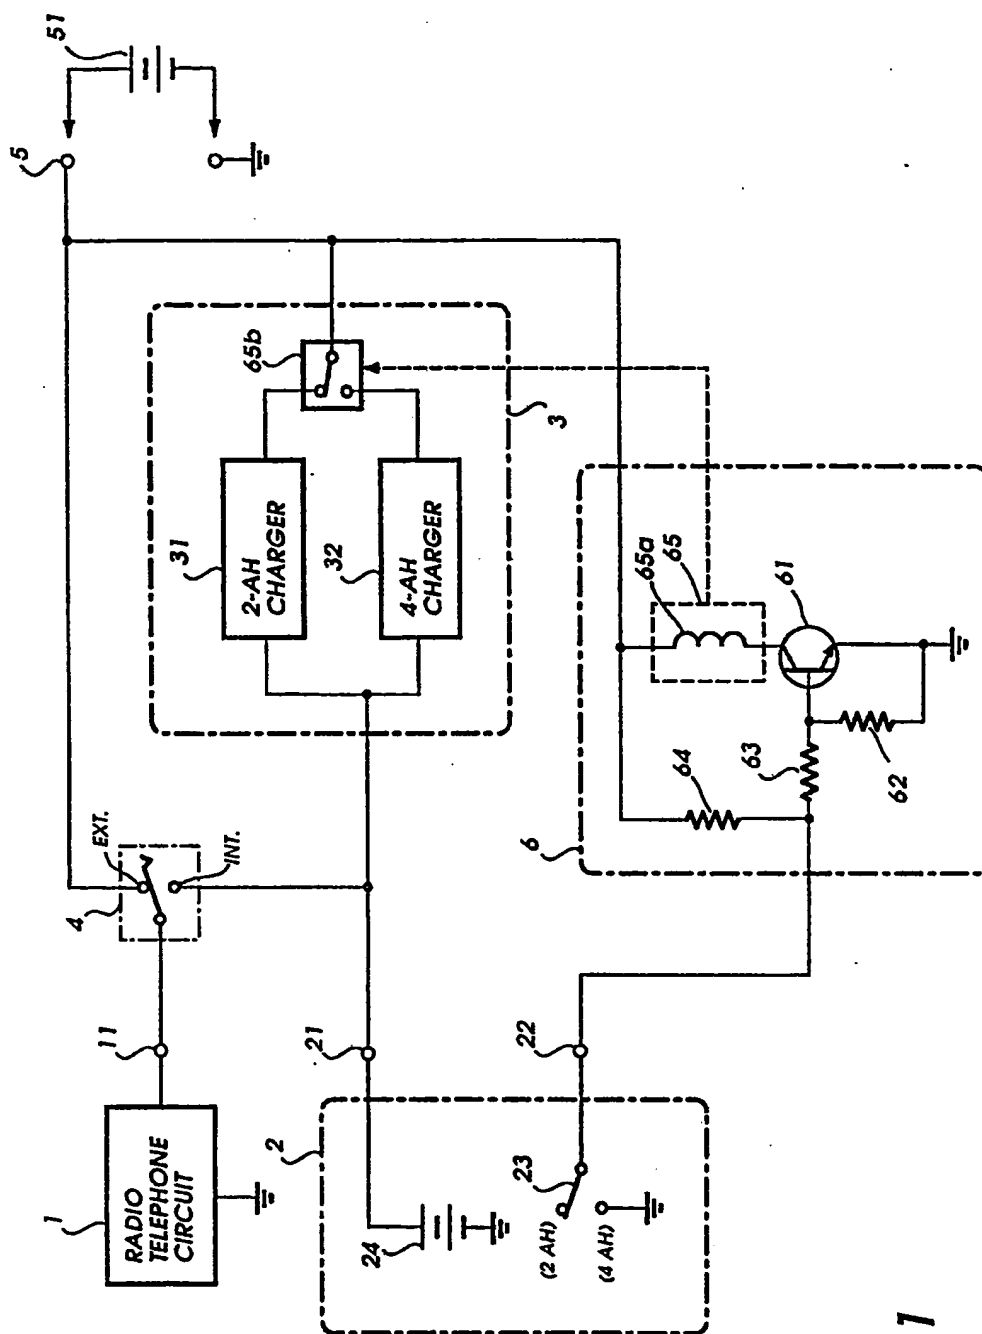 51
5
65b
3
31
2-AH
CHARGER
32
4-AH
CHARGER
65a
65
61
64
63
62
6
EXT.
INT.
4
11
21
22
1
RADIO
TELEPHONE
CIRCUIT
2
24
23
(2 AH)
(4 AH)
1